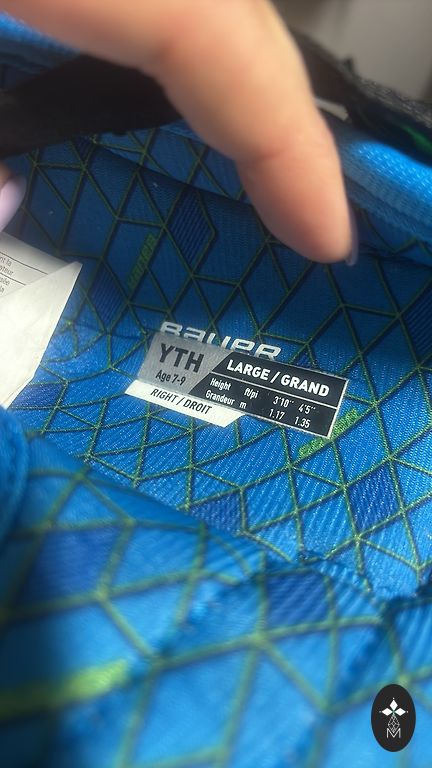 BAUER
YTH
Age 7-9
RIGHT / DROIT
LARGE / GRAND
Height ft/pi 3'10" 4'5"
Grandeur m 1.17 1.35
M